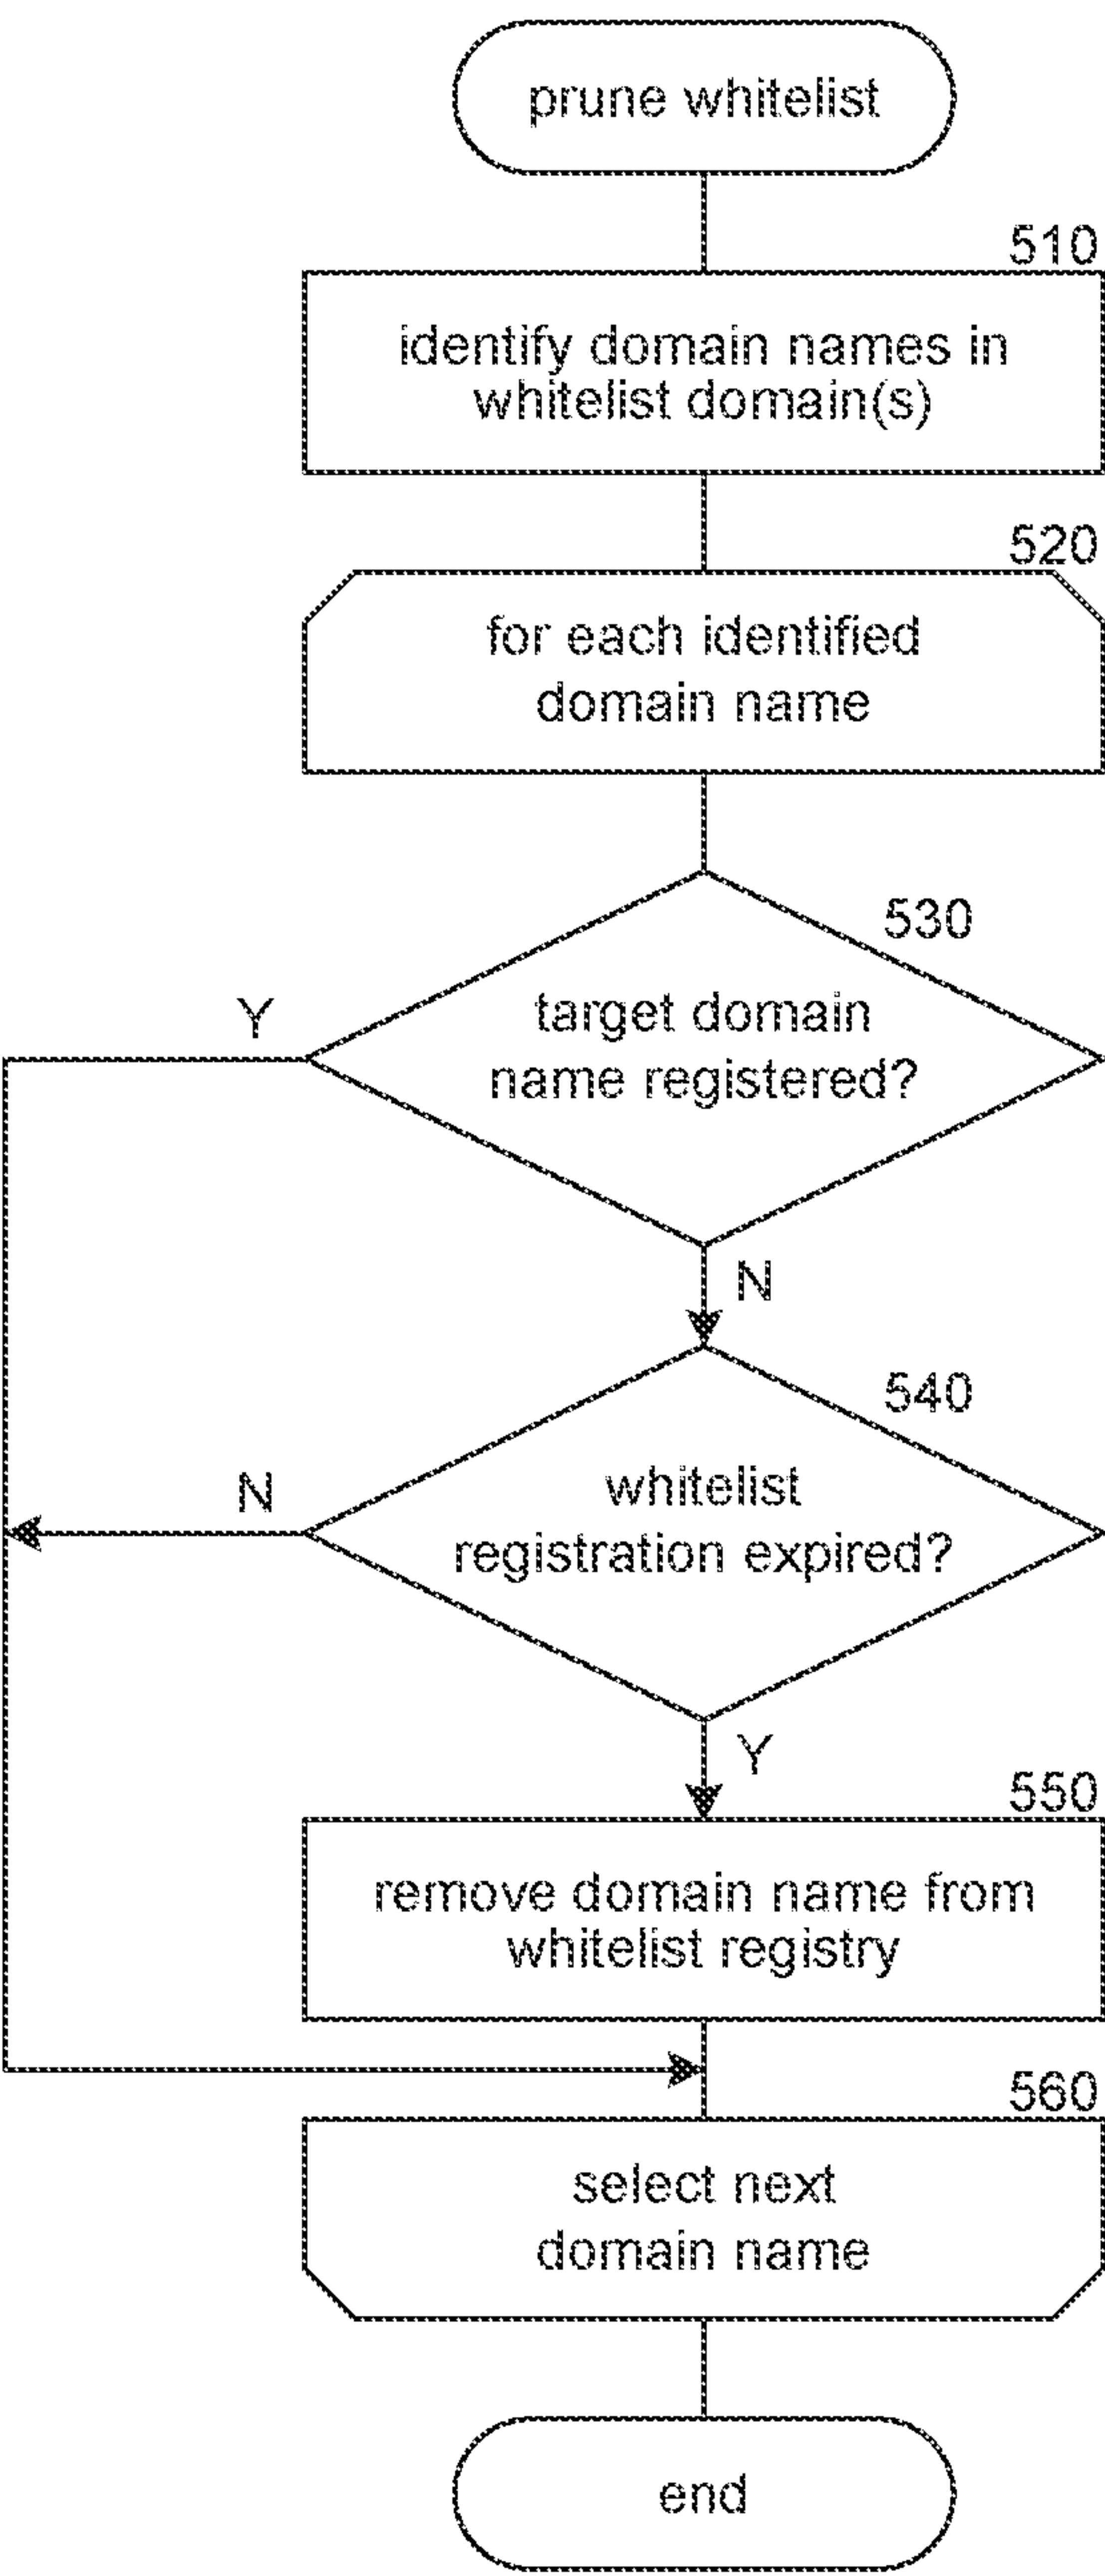 prune whitelist
510
identify domain names in
whitelist domain(s)
520
for each identified
domain name
530
target domain
name registered?
Y
N
540
whitelist
registration expired?
N
Y
550
remove domain name from
whitelist registry
560
select next
domain name
end